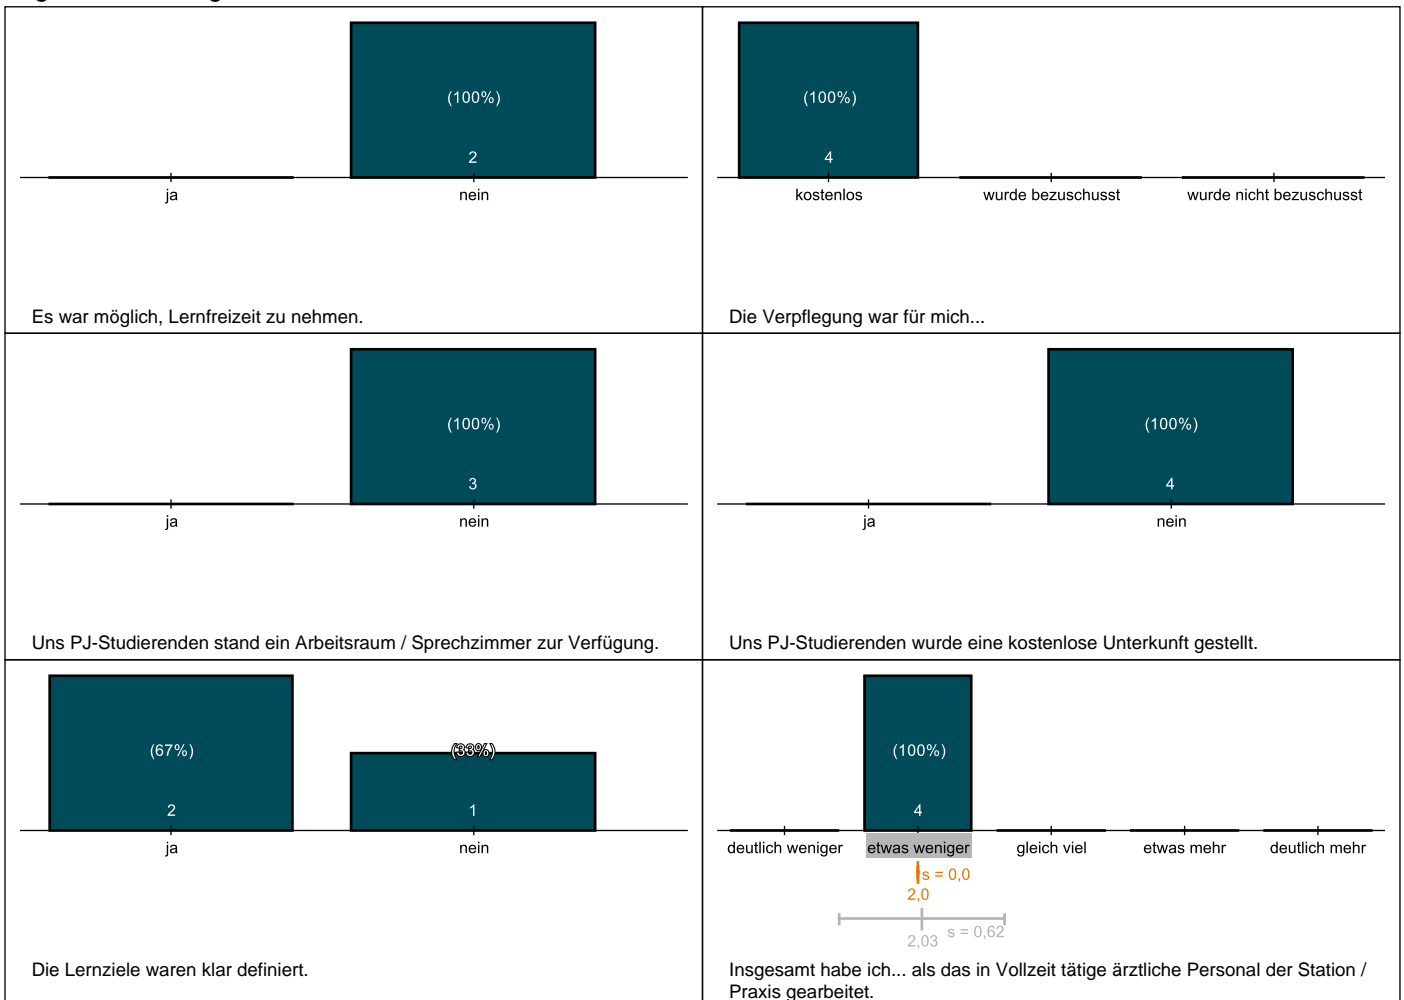 (100%)
2
ja
nein
Es war möglich, Lernfreizeit zu nehmen.
(100%)
4
kostenlos
wurde bezuschusst
wurde nicht bezuschusst
Die Verpflegung war für mich...
(100%)
3
ja
nein
Uns PJ-Studierenden stand ein Arbeitsraum / Sprechzimmer zur Verfügung.
(100%)
4
ja
nein
Uns PJ-Studierenden wurde eine kostenlose Unterkunft gestellt.
(67%)
2
(33%)
1
ja
nein
Die Lernziele waren klar definiert.
(100%)
4
deutlich weniger
etwas weniger
gleich viel
etwas mehr
deutlich mehr
s = 0,0
2,0
s = 0,62
2,03
Insgesamt habe ich... als das in Vollzeit tätige ärztliche Personal der Station /
Praxis gearbeitet.